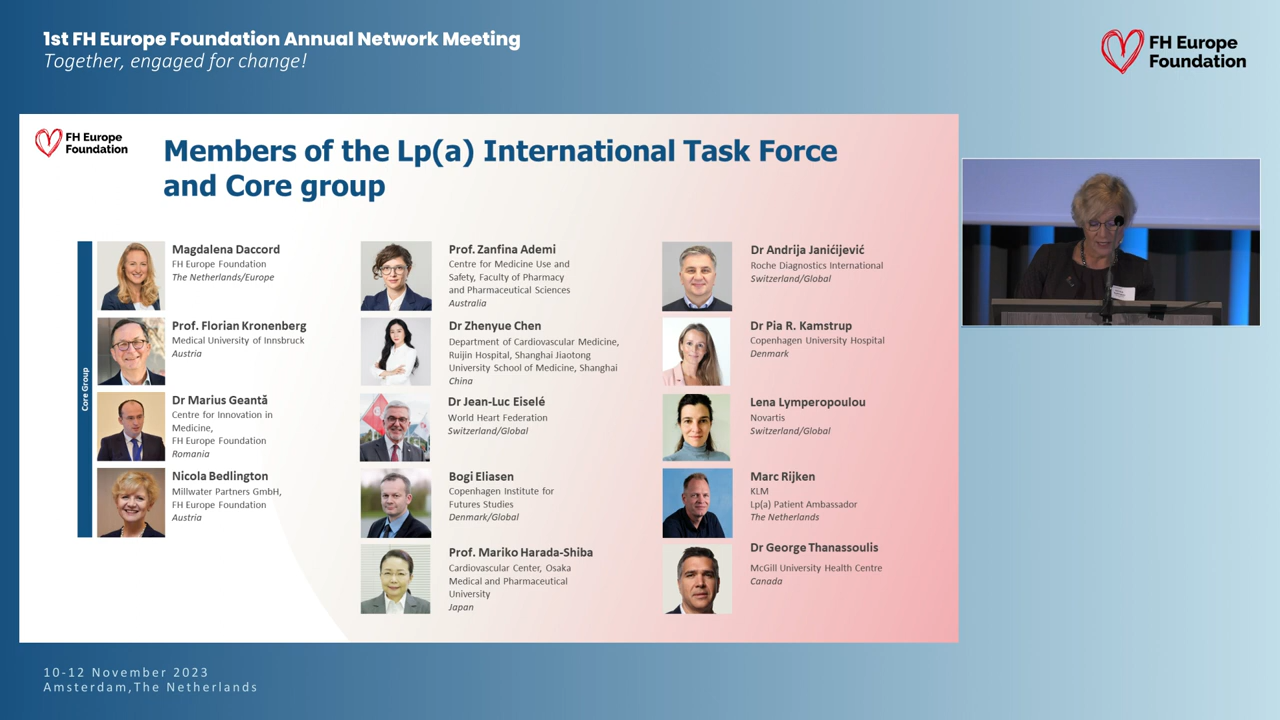 1st FH Europe Foundation Annual Network Meeting
Together, engaged for change!
FH Europe
Foundation
FH Europe
Foundation
Members of the Lp(a) International Task Force
and Core group
Core Group
Magdalena Daccord
FH Europe Foundation
The Netherlands/Europe
Prof. Florian Kronenberg
Medical University of Innsbruck
Austria
Dr Marius Geantă
Centre for Innovation in
Medicine,
FH Europe Foundation
Romania
Nicola Bedlington
Millwater Partners GmbH,
FH Europe Foundation
Austria
Prof. Zanfina Ademi
Centre for Medicine Use and
Safety, Faculty of Pharmacy
and Pharmaceutical Sciences
Australia
Dr Zhenyue Chen
Department of Cardiovascular Medicine,
Ruijin Hospital, Shanghai Jiaotong
University School of Medicine, Shanghai
China
Dr Jean-Luc Eiselé
World Heart Federation
Switzerland/Global
Bogi Eliasen
Copenhagen Institute for
Futures Studies
Denmark/Global
Prof. Mariko Harada-Shiba
Cardiovascular Center, Osaka
Medical and Pharmaceutical
University
Japan
Dr Andrija Janićijević
Roche Diagnostics International
Switzerland/Global
Dr Pia R. Kamstrup
Copenhagen University Hospital
Denmark
Lena Lymperopoulou
Novartis
Switzerland/Global
Marc Rijken
KLM
Lp(a) Patient Ambassador
The Netherlands
Dr George Thanassoulis
McGill University Health Centre
Canada
10-12 November 2023
Amsterdam,The Netherlands